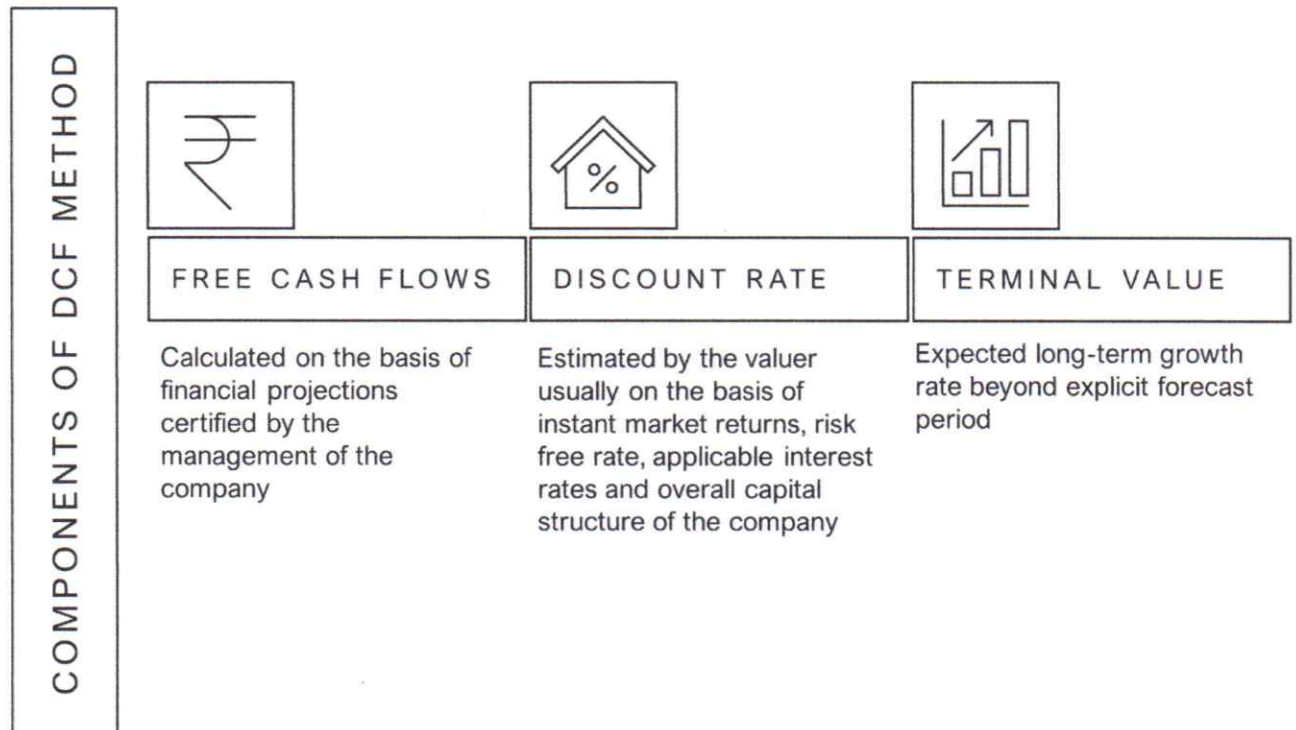 COMPONENTS OF DCF METHOD
₹
%
FREE CASH FLOWS
Calculated on the basis of
financial projections
certified by the
management of the
company
DISCOUNT RATE
Estimated by the valuer
usually on the basis of
instant market returns, risk
free rate, applicable interest
rates and overall capital
structure of the company
TERMINAL VALUE
Expected long-term growth
rate beyond explicit forecast
period